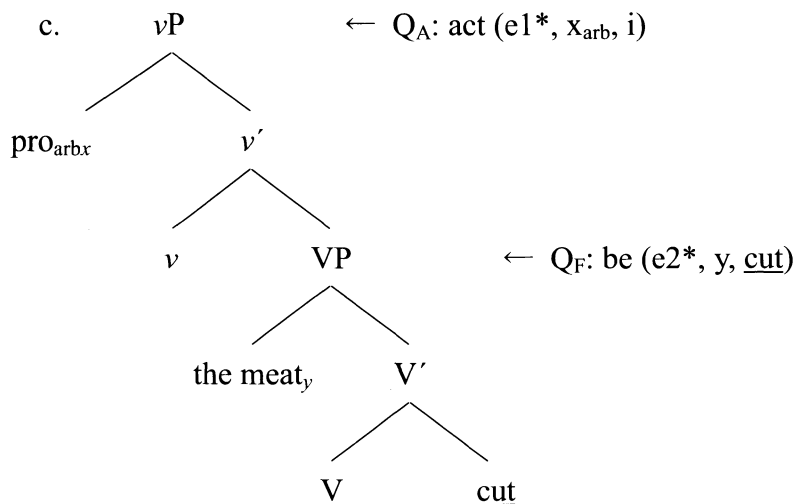 c. vP ← Q_A: act (e1*, x_arb, i)
pro_arbx v´
v VP ← Q_F: be (e2*, y, cut)
the meat_y V´
V cut